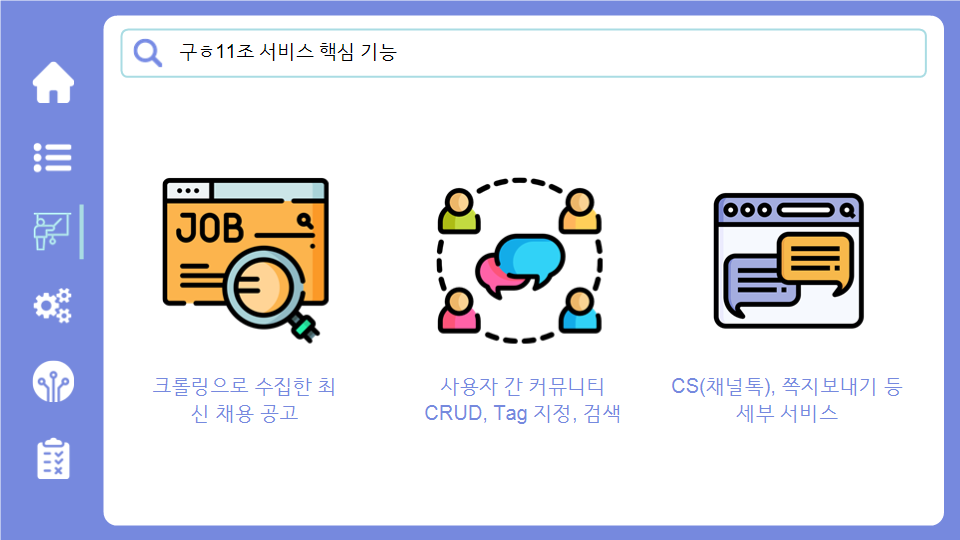 구ㅎ11조 서비스 핵심 기능
JOB
크롤링으로 수집한 최
신 채용 공고
사용자 간 커뮤니티
CRUD, Tag 지정, 검색
CS(채널톡), 쪽지보내기 등
세부 서비스